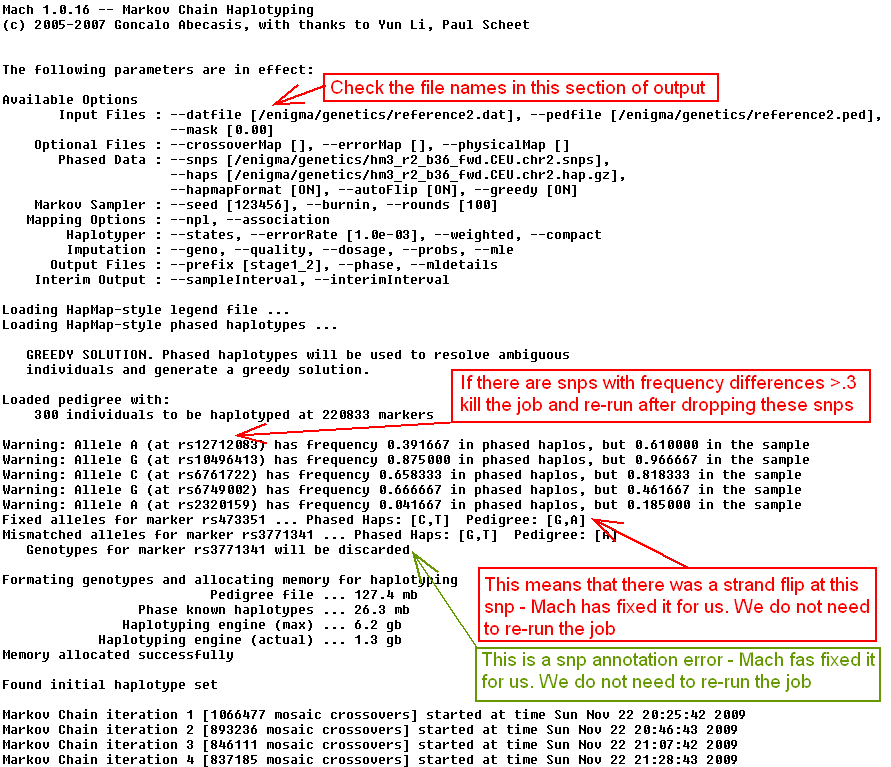 Mach 1.0.16 -- Markov Chain Haplotyping
(c) 2005-2007 Goncalo Abecasis, with thanks to Yun Li, Paul Scheet
The following parameters are in effect:
Check the file names in this section of output
Available Options
Input Files : --datfile [/enigma/genetics/reference2.dat], --pedfile [/enigma/genetics/reference2.ped],
--mask [0.00]
Optional Files : --crossoverMap [], --errorMap [], --physicalMap []
Phased Data : --snps [/enigma/genetics/hm3_r2_b36_fwd.CEU.chr2.snps],
--haps [/enigma/genetics/hm3_r2_b36_fwd.CEU.chr2.hap.gz],
--hapmapFormat [ON], --autoFlip [ON], --greedy [ON]
Markov Sampler : --seed [123456], --burnin, --rounds [100]
Mapping Options : --npl, --association
Haplotyper : --states, --errorRate [1.0e-03], --weighted, --compact
Imputation : --geno, --quality, --dosage, --probs, --mle
Output Files : --prefix [stage1_2], --phase, --mldetails
Interim Output : --sampleInterval, --interimInterval
Loading HapMap-style legend file ...
Loading HapMap-style phased haplotypes ...
GREEDY SOLUTION. Phased haplotypes will be used to resolve ambiguous
individuals and generate a greedy solution.
If there are snps with frequency differences >.3
kill the job and re-run after dropping these snps
Loaded pedigree with:
300 individuals to be haplotyped at 220833 markers
Warning: Allele A (at rs12712083) has frequency 0.391667 in phased haplos, but 0.610000 in the sample
Warning: Allele G (at rs10496413) has frequency 0.875000 in phased haplos, but 0.966667 in the sample
Warning: Allele C (at rs6761722) has frequency 0.658333 in phased haplos, but 0.818333 in the sample
Warning: Allele G (at rs6749002) has frequency 0.666667 in phased haplos, but 0.461667 in the sample
Warning: Allele A (at rs2320159) has frequency 0.041667 in phased haplos, but 0.185000 in the sample
Fixed alleles for marker rs473351 ... Phased Haps: [C,T] Pedigree: [G,A]
Mismatched alleles for marker rs3771341 ... Phased Haps: [G,T] Pedigree: [A]
Genotypes for marker rs3771341 will be discarded
This means that there was a strand flip at this
snp - Mach has fixed it for us. We do not need
to re-run the job
Formating genotypes and allocating memory for haplotyping
Pedigree file ... 127.4 mb
Phase known haplotypes ... 26.3 mb
Haplotyping engine (max) ... 6.2 gb
Haplotyping engine (actual) ... 1.3 gb
Memory allocated successfully
This is a snp annotation error - Mach fas fixed it
for us. We do not need to re-run the job
Found initial haplotype set
Markov Chain iteration 1 [1066477 mosaic crossovers] started at time Sun Nov 22 20:25:42 2009
Markov Chain iteration 2 [893236 mosaic crossovers] started at time Sun Nov 22 20:46:43 2009
Markov Chain iteration 3 [846111 mosaic crossovers] started at time Sun Nov 22 21:07:42 2009
Markov Chain iteration 4 [837185 mosaic crossovers] started at time Sun Nov 22 21:28:43 2009